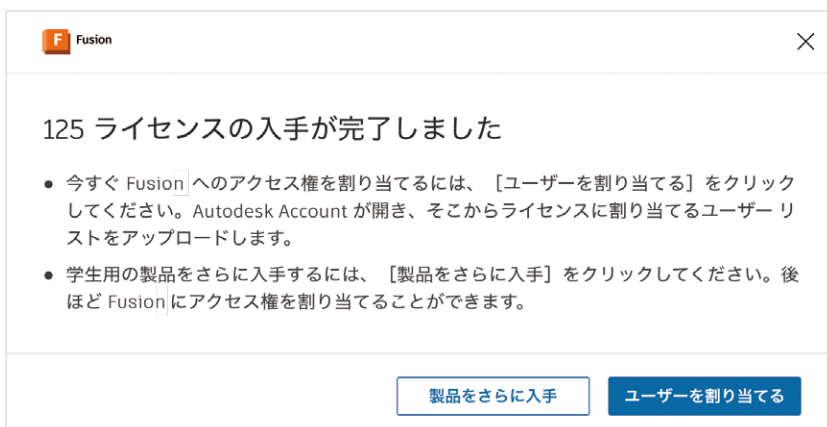 F Fusion
125 ライセンスの入手が完了しました
• 今すぐ Fusion へのアクセス権を割り当てるには、［ユーザーを割り当てる］をクリック
してください。Autodesk Account が開き、そこからライセンスに割り当てるユーザー リ
ストをアップロードします。
• 学生用の製品をさらに入手するには、［製品をさらに入手］をクリックしてください。後
ほど Fusion にアクセス権を割り当てることができます。
製品をさらに入手
ユーザーを割り当てる